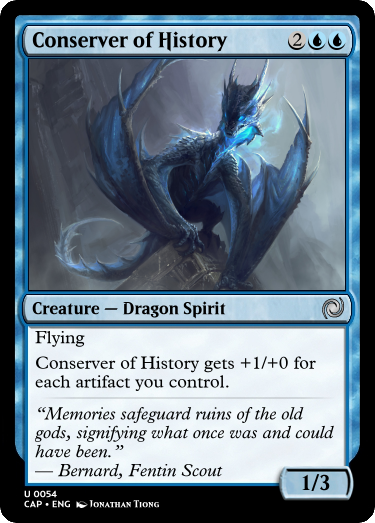 Conserver of History 2
Creature — Dragon Spirit
Flying
Conserver of History gets +1/+0 for
each artifact you control.
“Memories safeguard ruins of the old
gods, signifying what once was and could
have been.”
— Bernard, Fentin Scout
1/3
U 0054
CAP • ENG Jonathan Tiong